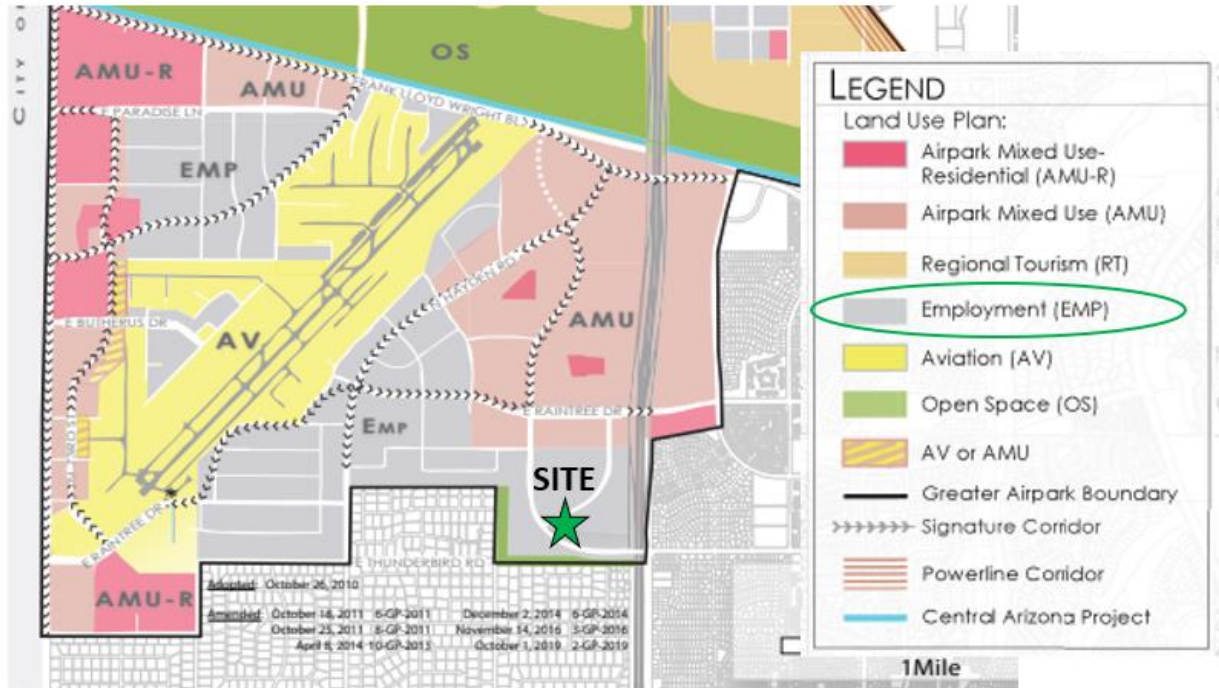 CITY O
AMU-R
AMU
OS
FRANK LLOYD WRIGHT BL
E PARADISE LN
EMP
N HAYDEN RD
E BUTHERUS DR
AV
AMU
E RAINTREE DR
EMP
SITE
E RAINTREE DR
E THUNDERBIRD RD
AMU-R
Adopted: October 26, 2010
Amended: October 18, 2011 6-GP-2011 December 2, 2014 6-GP-2014
October 25, 2011 8-GP-2011 November 14, 2016 3-GP-2016
April 8, 2014 10-GP-2013 October 1, 2019 2-GP-2019
1Mile
LEGEND
Land Use Plan:
Airpark Mixed Use-
Residential (AMU-R)
Airpark Mixed Use (AMU)
Regional Tourism (RT)
Employment (EMP)
Aviation (AV)
Open Space (OS)
AV or AMU
Greater Airpark Boundary
Signature Corridor
Powerline Corridor
Central Arizona Project